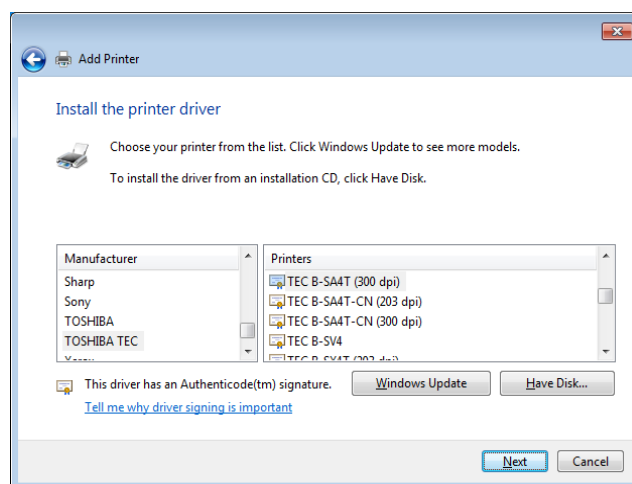 Add Printer
Install the printer driver
Choose your printer from the list. Click Windows Update to see more models.
To install the driver from an installation CD, click Have Disk.
Manufacturer
Sharp
Sony
TOSHIBA
TOSHIBA TEC
Printers
TEC B-SA4T (300 dpi)
TEC B-SA4T-CN (203 dpi)
TEC B-SA4T-CN (300 dpi)
TEC B-SV4
This driver has an Authenticode(tm) signature.
Tell me why driver signing is important
Windows Update
Have Disk...
Next
Cancel